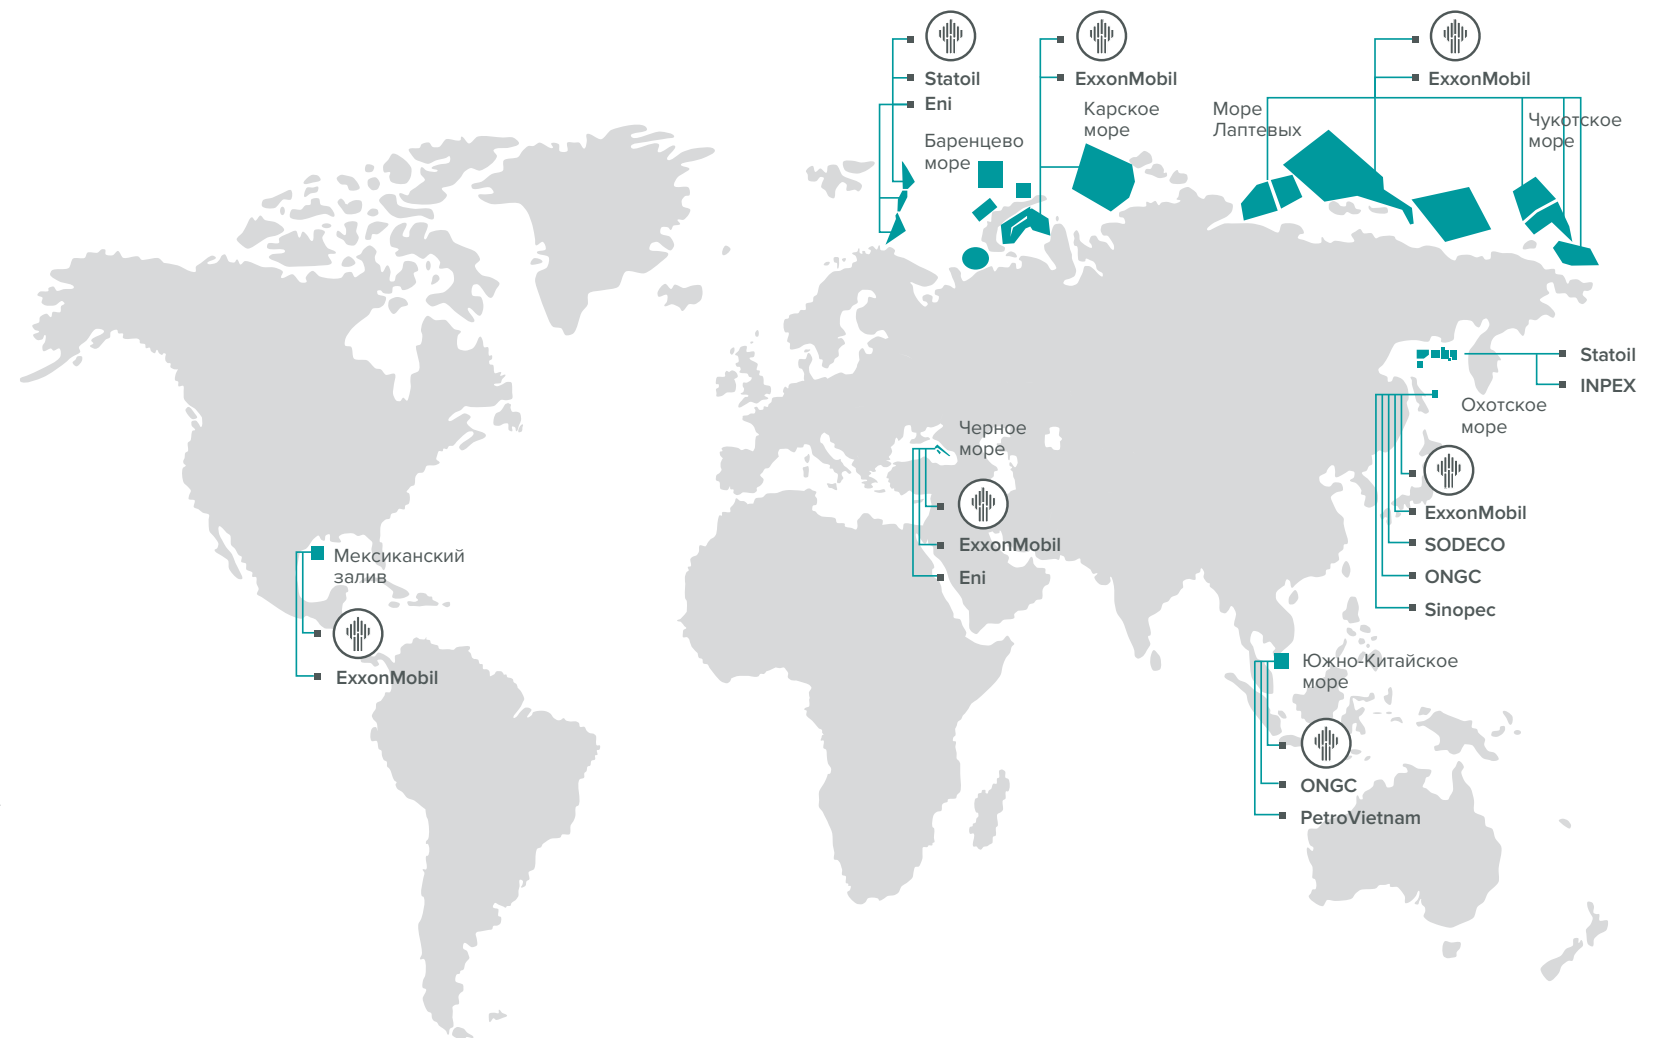 Statoil
Eni
Баренцево
море
ExxonMobil
Карское
море
ExxonMobil
Море
Лаптевых
Чукотское
море
Statoil
INPEX
Охотское
море
ExxonMobil
SODECO
ONGC
Sinopec
Черное
море
ExxonMobil
Eni
Мексиканский
залив
ExxonMobil
Южно-Китайское
море
ONGC
PetroVietnam